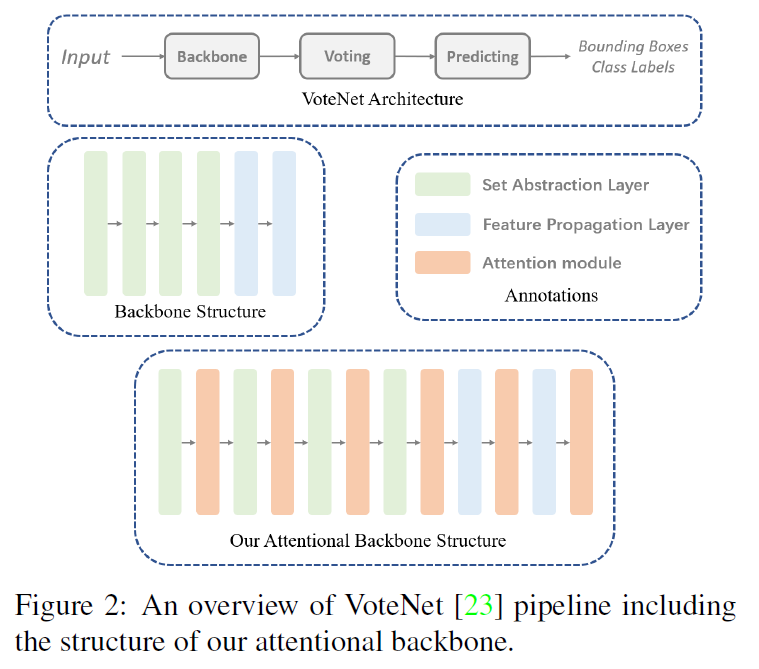 Input
Backbone
Voting
Predicting
Bounding Boxes
Class Labels
VoteNet Architecture
Backbone Structure
Set Abstraction Layer
Feature Propagation Layer
Attention module
Annotations
Our Attentional Backbone Structure
Figure 2: An overview of VoteNet [23] pipeline including
the structure of our attentional backbone.